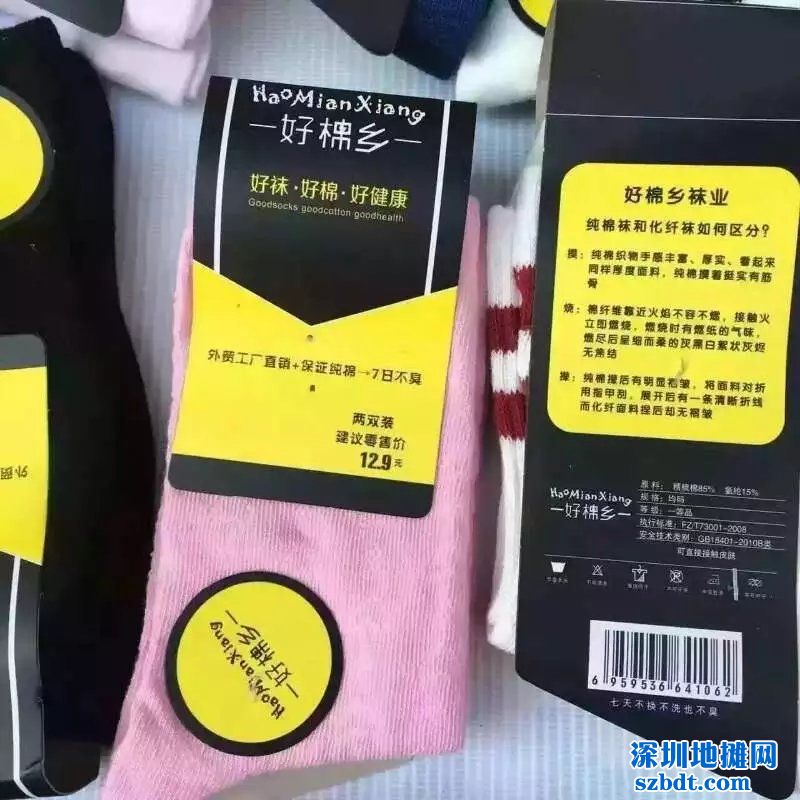 HaoMianXiang
好棉乡
好袜·好棉·好健康
Goodsocks goodcotton goodhealth
外贸工厂直销+保证纯棉→7日不臭
两双装
建议零售价
12.9元
HaoMianXiang
好棉乡
外贸
好棉乡袜业
纯棉袜和化纤袜如何区分?
摸:纯棉织物手感丰富、厚实、看起来
同样厚度面料,纯棉摸着挺实有筋
骨
烧:棉纤维靠近火焰不容不燃,接触火
立即燃烧,燃烧时有燃纸的气味,
燃尽后呈细而柔的灰黑白絮状灰烬
无焦结
摸:纯棉捏后有明显褶皱,将面料对折
用指甲刮,展开后有一条清晰折线
而化纤面料捏后却无褶皱
HaoMianXiang
好棉乡
原料:精梳棉85% 氨纶15%
规格:均码
等级:一等品
执行标准:FZ/T73001-2008
安全技术类别:GB18401-2010B类
可直接接触皮肤
6 959536 641062
七天不换不洗也不臭
深圳地摊网
szbdt.com